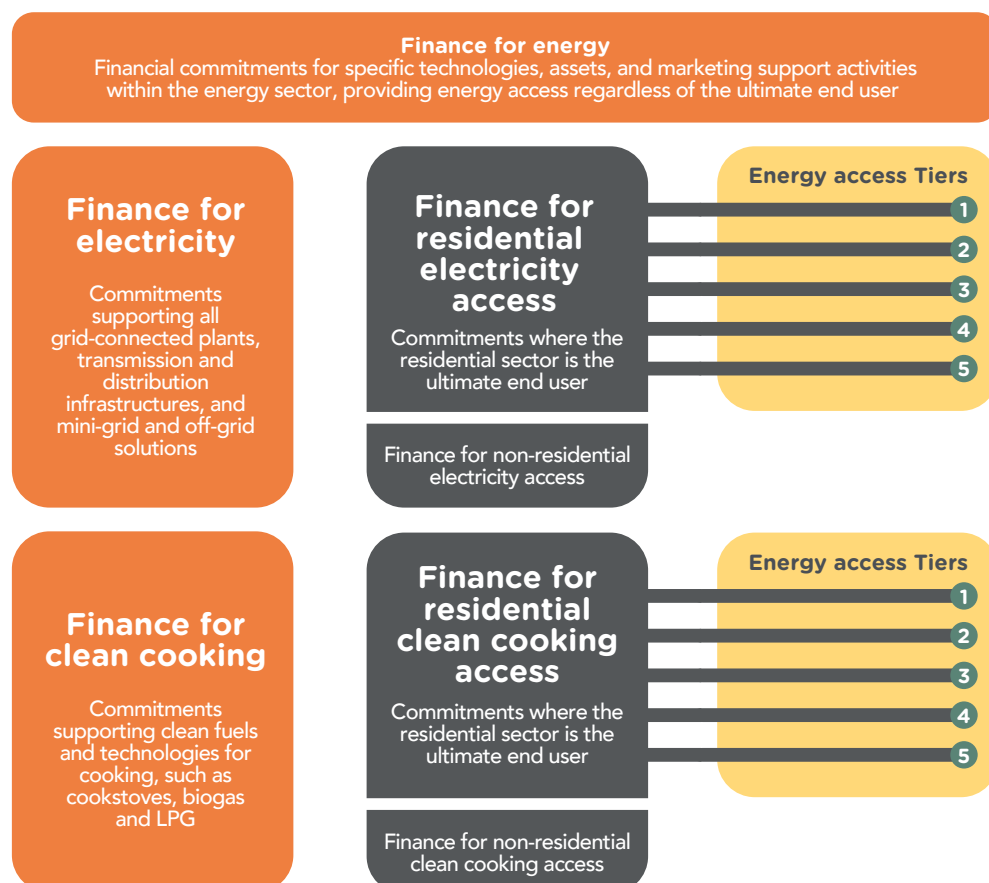 Finance for energy
Financial commitments for specific technologies, assets, and marketing support activities
within the energy sector, providing energy access regardless of the ultimate end user
Finance for
electricity
Commitments
supporting all
grid-connected plants,
transmission and
distribution
infrastructures, and
mini-grid and off-grid
solutions
Finance for
residential
electricity
access
Commitments where the
residential sector is the
ultimate end user
Finance for non-residential
electricity access
Energy access Tiers
1
2
3
4
5
Finance for
clean cooking
Commitments
supporting clean fuels
and technologies for
cooking, such as
cookstoves, biogas
and LPG
Finance for
residential
clean cooking
access
Commitments where the
residential sector is the
ultimate end user
Finance for non-residential
clean cooking access
Energy access Tiers
1
2
3
4
5